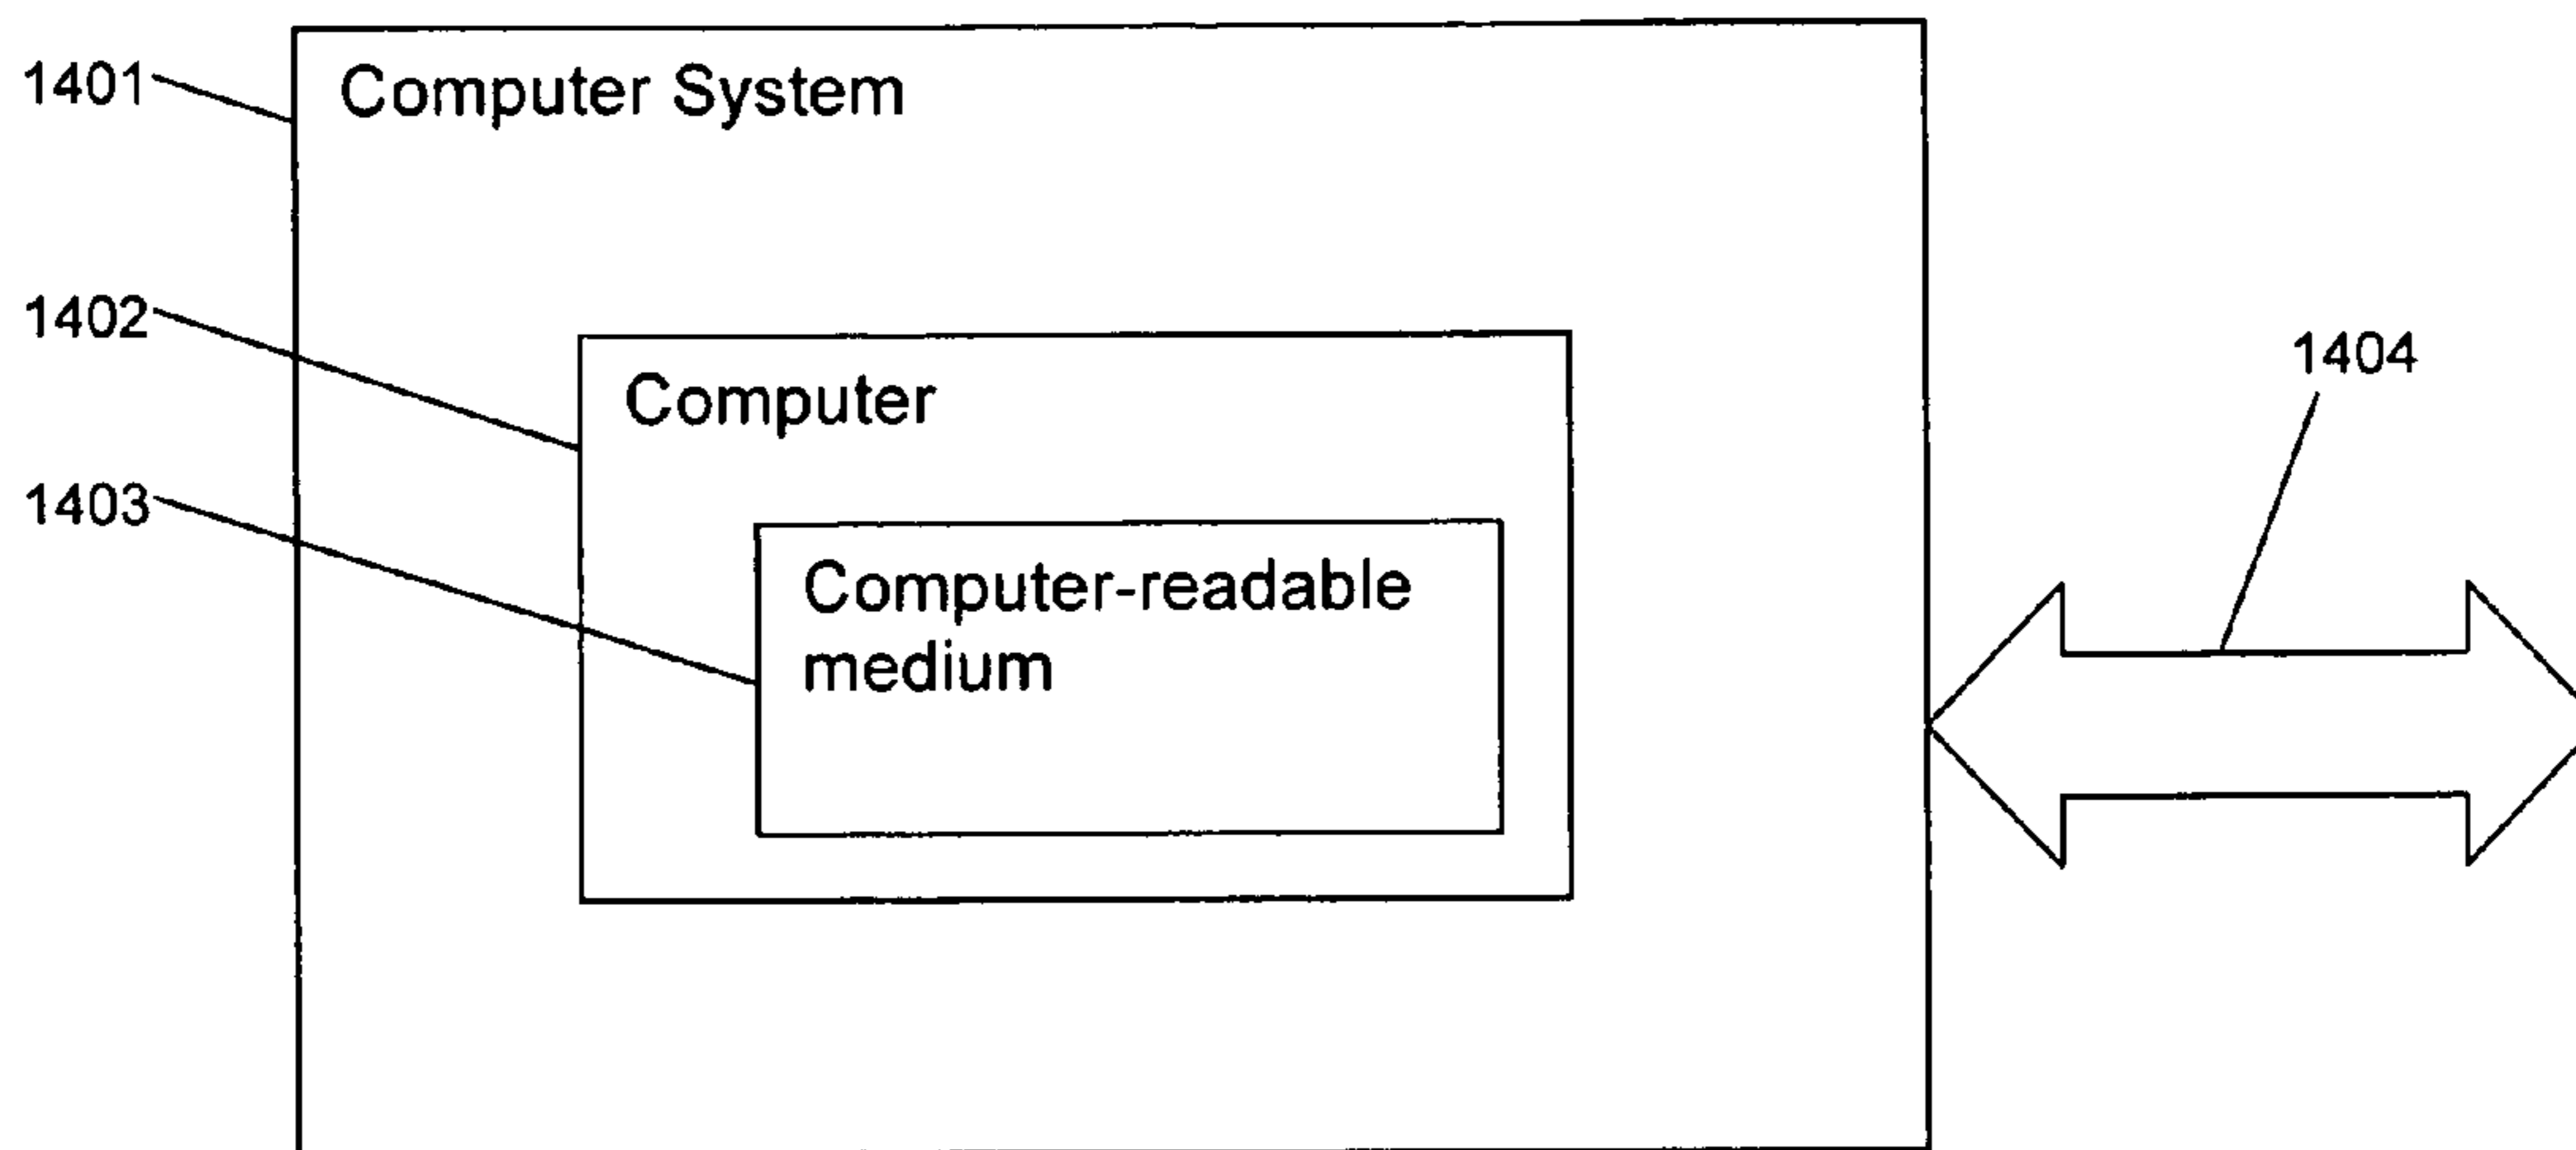 1401
Computer System
1402
Computer
1404
1403
Computer-readable
medium